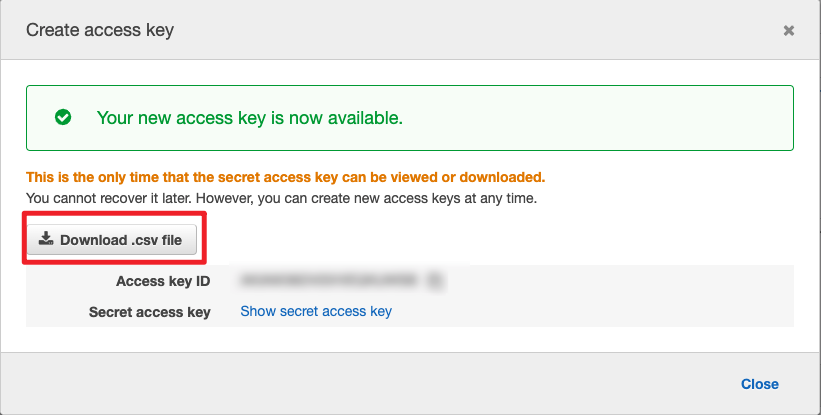 Create access key
Your new access key is now available.
This is the only time that the secret access key can be viewed or downloaded.
You cannot recover it later. However, you can create new access keys at any time.
Download .csv file
Access key ID
Secret access key Show secret access key
Close